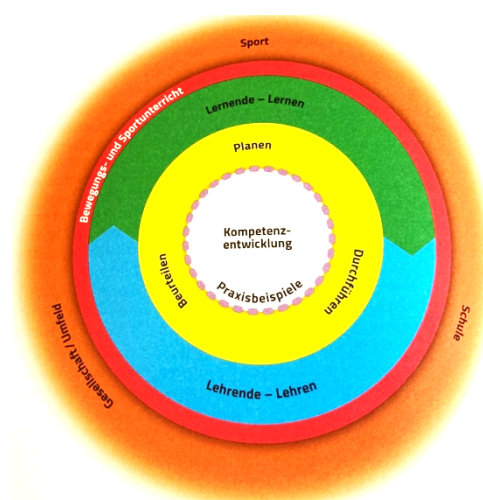 Sport
Bewegungs- und Sportunterricht
Lernende – Lernen
Planen
Kompetenz-
entwicklung
Praxisbeispiele
Beurteilen
Durchführen
Lehrende – Lehren
Gesellschaft / Umfeld
Schule